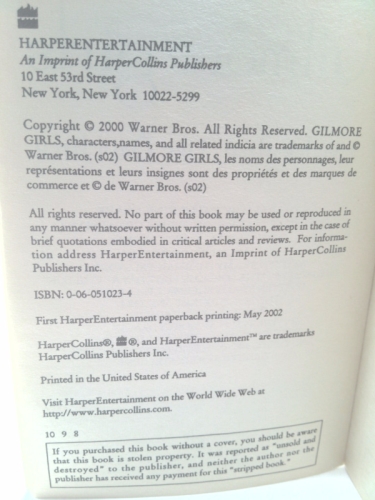 HARPERENTERTAINMENT
An Imprint of HarperCollins Publishers
10 East 53rd Street
New York, New York 10022-5299
Copyright © 2000 Warner Bros. All Rights Reserved. GILMORE
GIRLS, characters,names, and all related indicia are trademarks of and ©
Warner Bros. (s02) GILMORE GIRLS, les noms des personnages, leur
représentations et leurs insignes sont des propriétés et des marques de
commerce et © de Warner Bros. (s02)
All rights reserved. No part of this book may be used or reproduced in
any manner whatsoever without written permission, except in the case of
brief quotations embodied in critical articles and reviews. For informa-
tion address HarperEntertainment, an Imprint of HarperCollins
Publishers Inc.
ISBN: 0-06-051023-4
First HarperEntertainment paperback printing: May 2002
HarperCollins®, ®, and HarperEntertainment™ are trademarks
HarperCollins Publishers Inc.
Printed in the United States of America
Visit HarperEntertainment on the World Wide Web at
http://www.harpercollins.com
10 9 8
If you purchased this book without a cover, you should be aware
that this book is stolen property. It was reported as "unsold and
destroyed" to the publisher, and neither the author nor the
publisher has received any payment for this "stripped book."